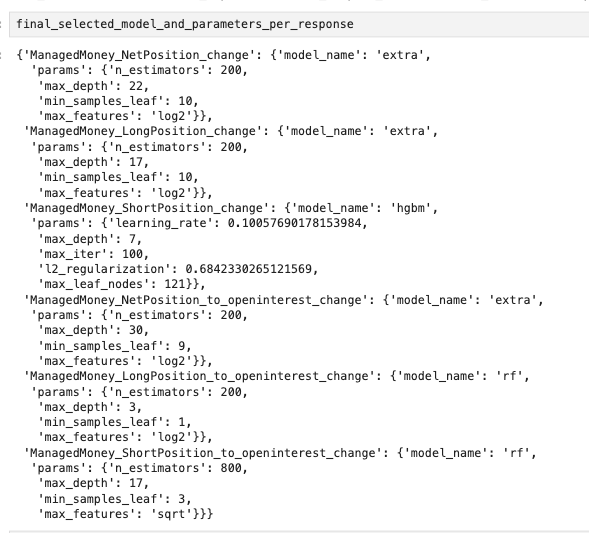 final_selected_model_and_parameters_per_response
{'ManagedMoney_NetPosition_change': {'model_name': 'extra',
'params': {'n_estimators': 200,
'max_depth': 22,
'min_samples_leaf': 10,
'max_features': 'log2'}},
'ManagedMoney_LongPosition_change': {'model_name': 'extra',
'params': {'n_estimators': 200,
'max_depth': 17,
'min_samples_leaf': 10,
'max_features': 'log2'}},
'ManagedMoney_ShortPosition_change': {'model_name': 'hgbm',
'params': {'learning_rate': 0.10057690178153984,
'max_depth': 7,
'max_iter': 100,
'l2_regularization': 0.6842330265121569,
'max_leaf_nodes': 121}},
'ManagedMoney_NetPosition_to_openinterest_change': {'model_name': 'extra',
'params': {'n_estimators': 200,
'max_depth': 30,
'min_samples_leaf': 9,
'max_features': 'log2'}},
'ManagedMoney_LongPosition_to_openinterest_change': {'model_name': 'rf',
'params': {'n_estimators': 200,
'max_depth': 3,
'min_samples_leaf': 1,
'max_features': 'log2'}},
'ManagedMoney_ShortPosition_to_openinterest_change': {'model_name': 'rf',
'params': {'n_estimators': 800,
'max_depth': 17,
'min_samples_leaf': 3,
'max_features': 'sqrt'}}}